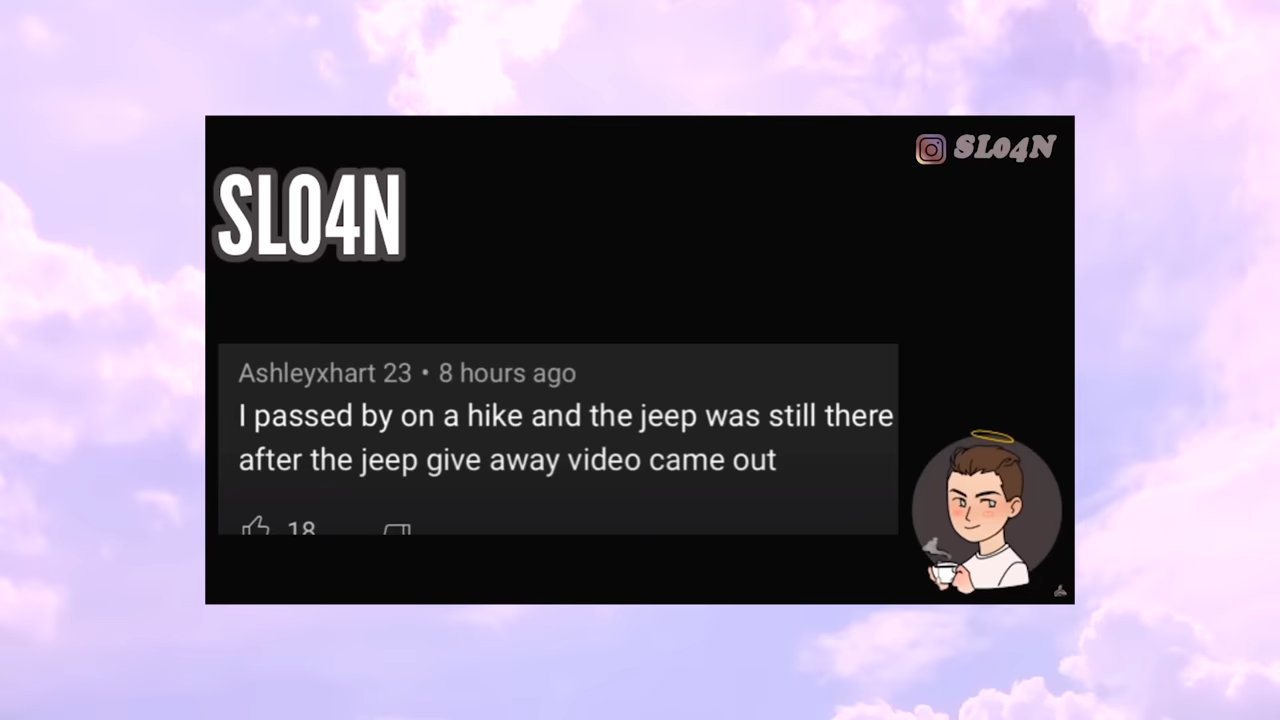 SL04N
SL04N
Ashleyxhart 23 • 8 hours ago
I passed by on a hike and the jeep was still there
after the jeep give away video came out
18